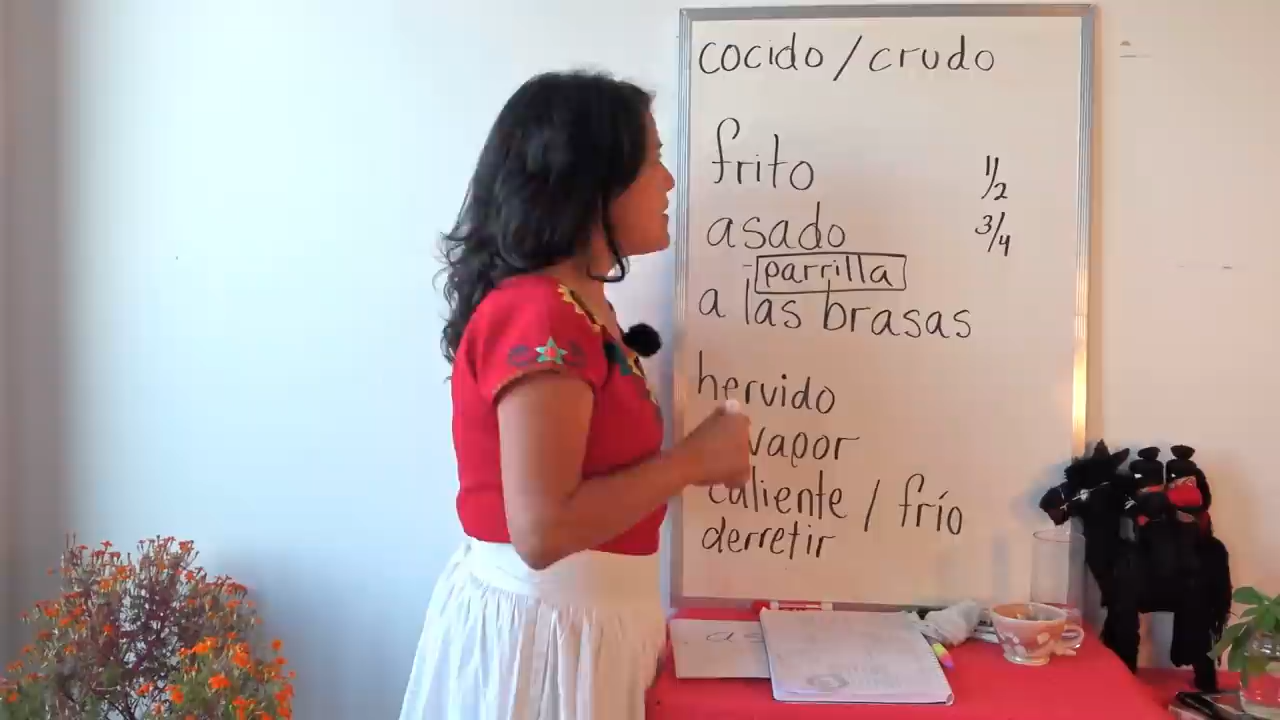 cocido / crudo
frito
1/2
asado
3/4
parrilla
a las brasas
hervido
vapor
caliente / frío
derretir